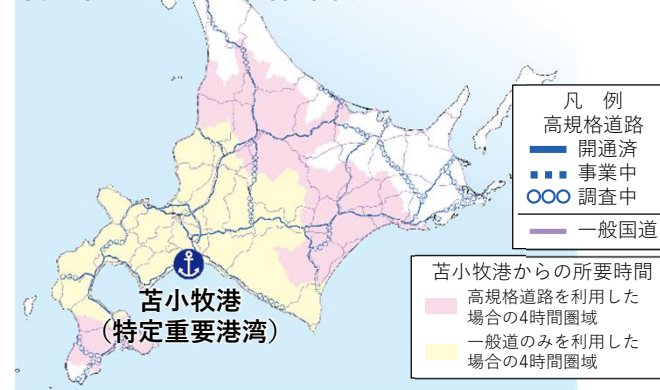 凡 例
高規格道路
開通済
事業中
調査中
一般国道
苫小牧港からの所要時間
高規格道路を利用した
場合の4時間圏域
一般道のみを利用した
場合の4時間圏域
苫小牧港
(特定重要港湾)